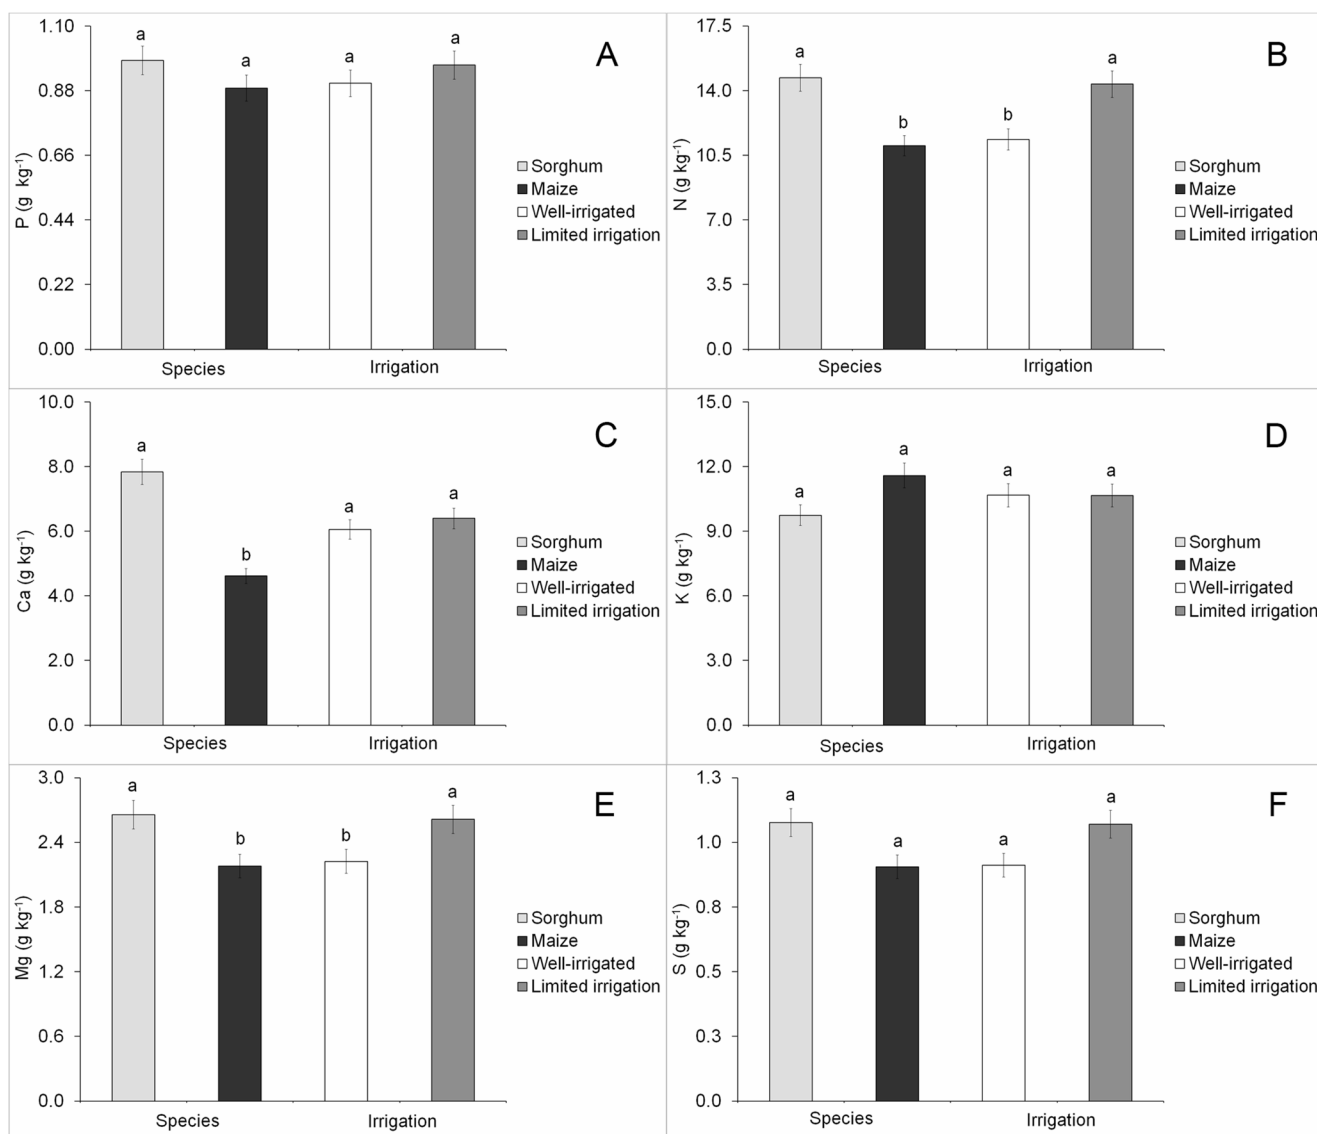 A
P (g kg-1)
1.10
0.88
0.66
0.44
0.22
0.00
a
a
a
a
Species
Irrigation
Sorghum
Maize
Well-irrigated
Limited irrigation
B
N (g kg-1)
17.5
14.0
10.5
7.0
3.5
0.0
a
b
b
a
Species
Irrigation
Sorghum
Maize
Well-irrigated
Limited irrigation
C
Ca (g kg-1)
10.0
8.0
6.0
4.0
2.0
0.0
a
b
a
a
Species
Irrigation
Sorghum
Maize
Well-irrigated
Limited irrigation
D
K (g kg-1)
15.0
12.0
9.0
6.0
3.0
0.0
a
a
a
a
Species
Irrigation
Sorghum
Maize
Well-irrigated
Limited irrigation
E
Mg (g kg-1)
3.0
2.4
1.8
1.2
0.6
0.0
a
b
b
a
Species
Irrigation
Sorghum
Maize
Well-irrigated
Limited irrigation
F
S (g kg-1)
1.3
1.0
0.8
0.5
0.3
0.0
a
a
a
a
Species
Irrigation
Sorghum
Maize
Well-irrigated
Limited irrigation